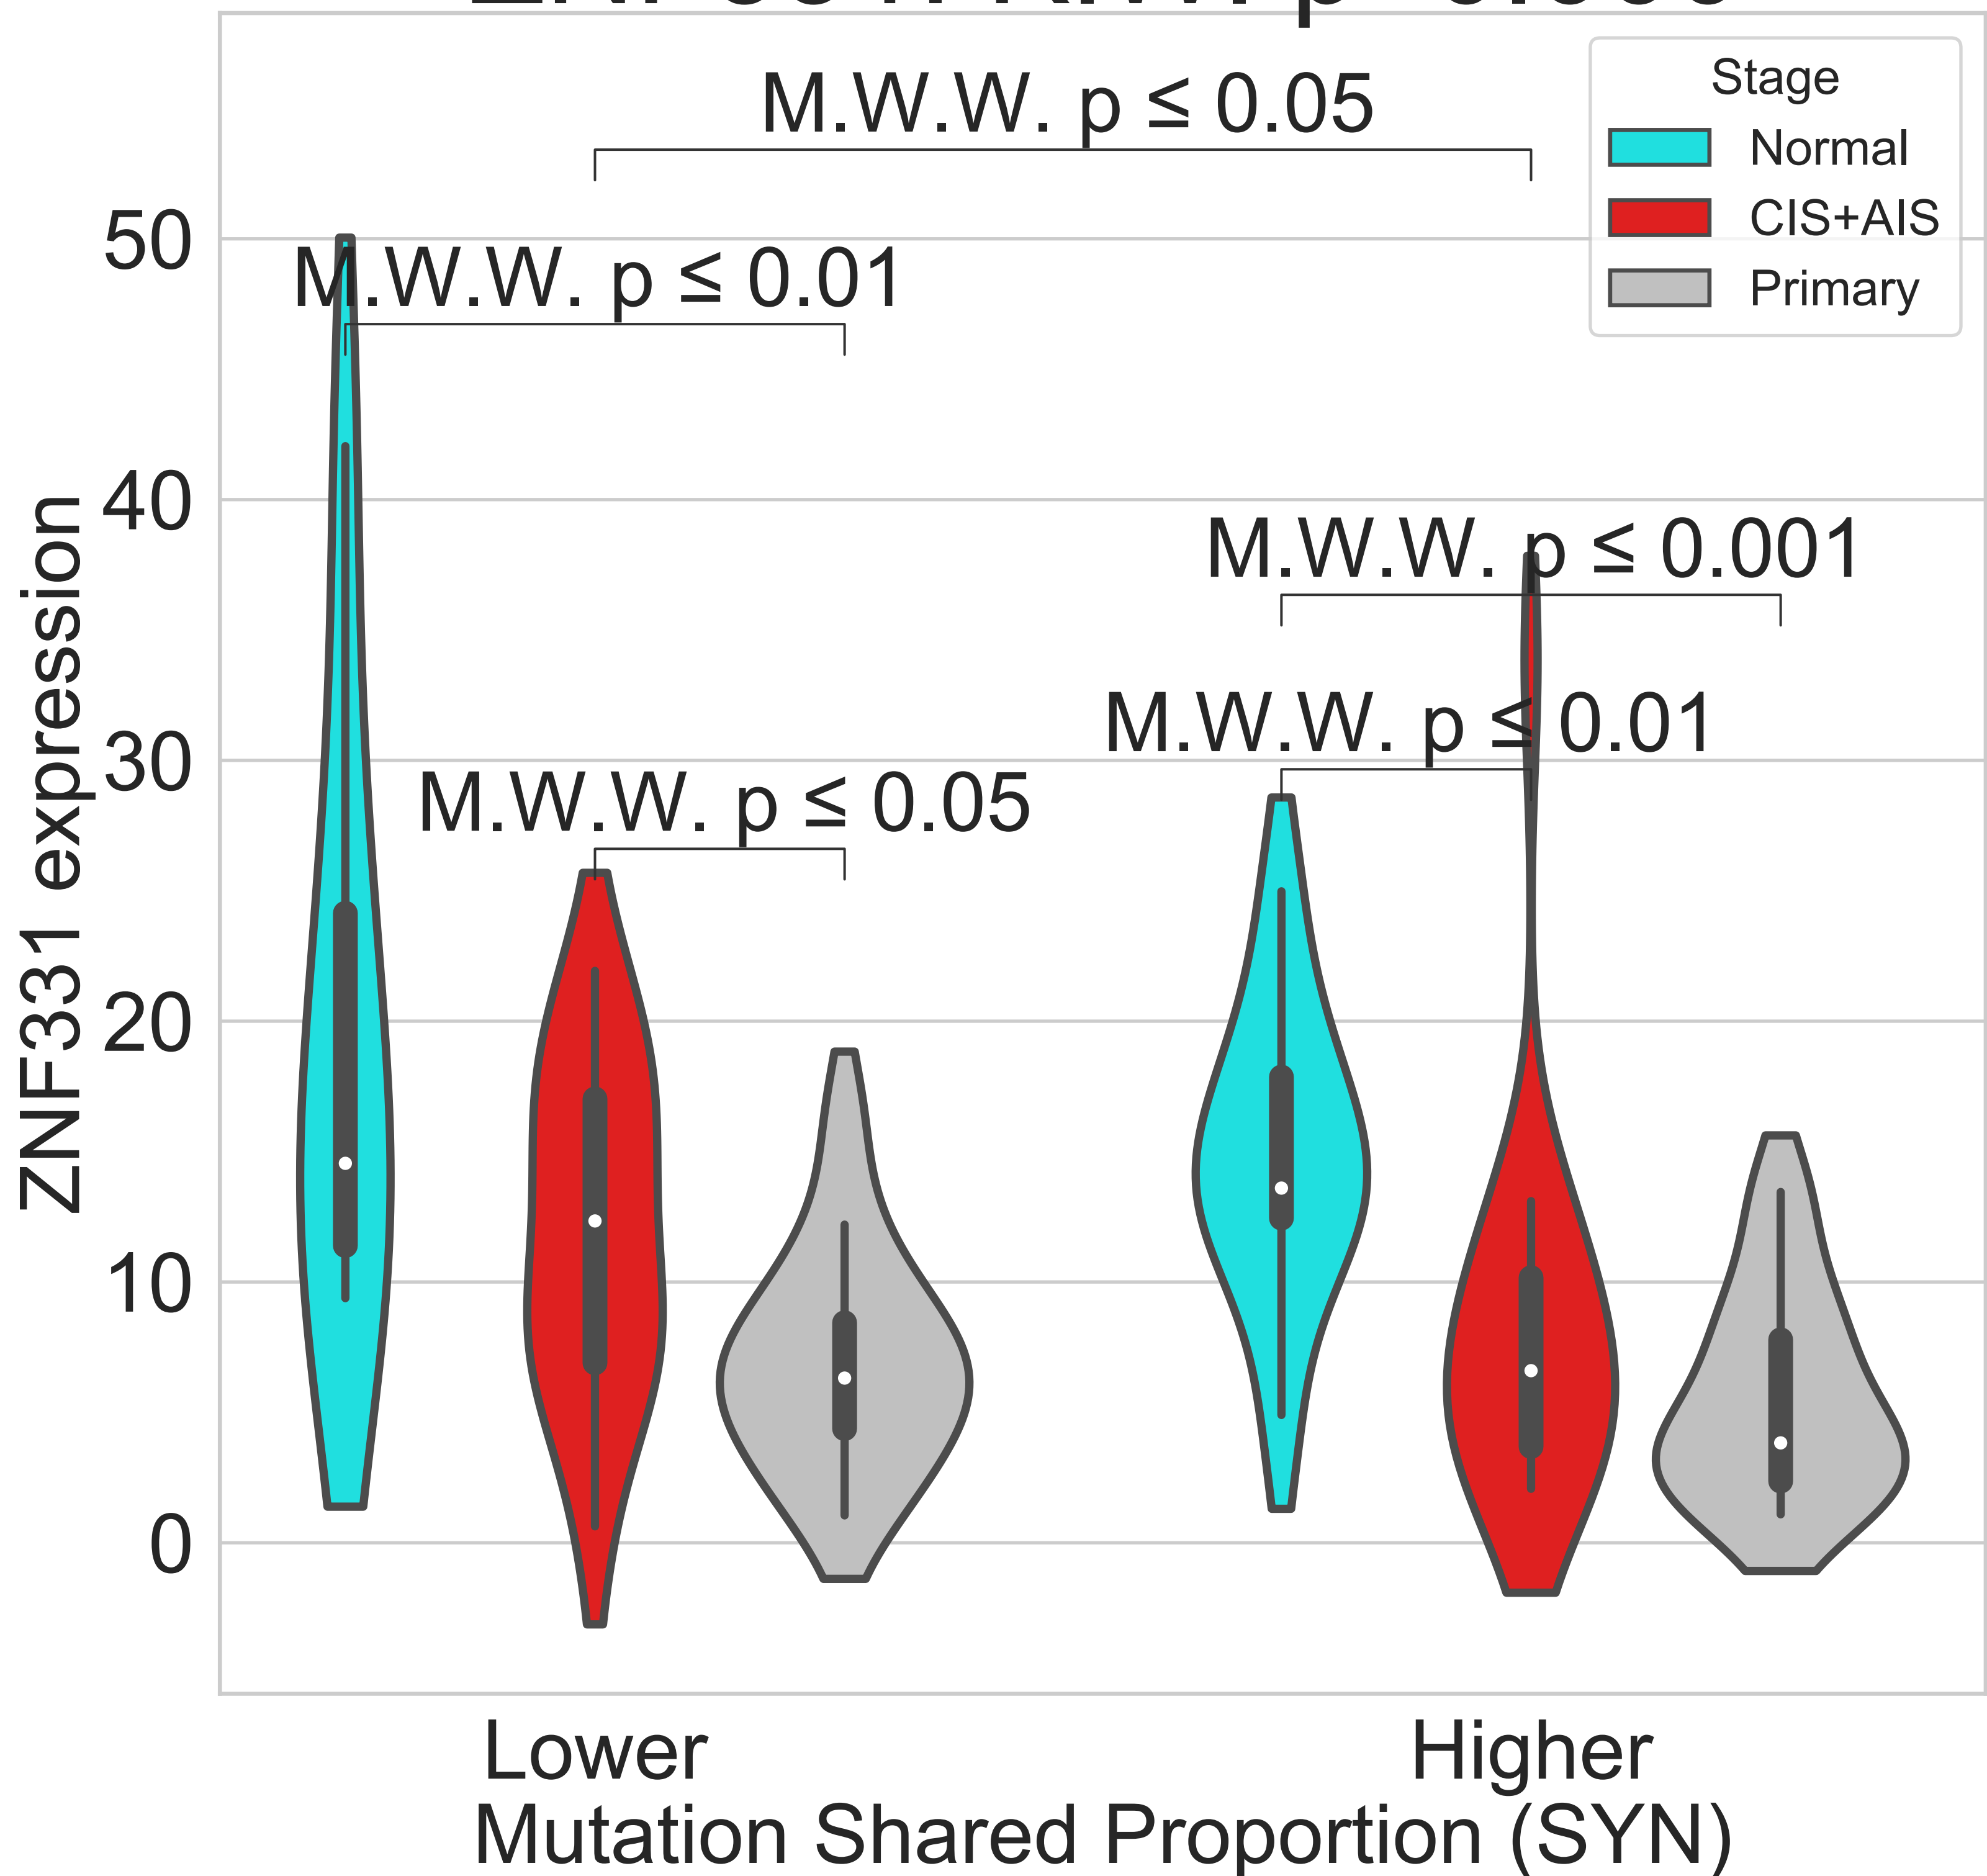 M.W.W. p ≤ 0.05
Stage
Normal
CIS+AIS
Primary
50
M.W.W. p ≤ 0.01
40
M.W.W. p ≤ 0.001
30
M.W.W. p ≤ 0.01
M.W.W. p ≤ 0.05
ZNF331 expression
20
10
0
Lower
Higher
Mutation Shared Proportion (SYN)